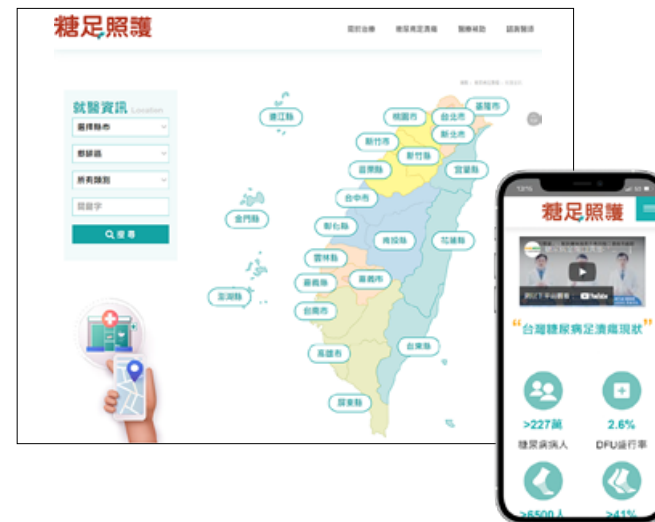 糖足照護
關於治療 糖尿病足潰瘍 醫療補助 認識醫師
就醫資訊 Location
選擇縣市
鄉鎮區
所有類別
關鍵字
搜尋
連江縣
金門縣
澎湖縣
基隆市
桃園市
台北市
新北市
新竹市
新竹縣
苗栗縣
宜蘭縣
台中市
彰化縣
南投縣
花蓮縣
雲林縣
嘉義縣
嘉義市
台南市
高雄市
台東縣
屏東縣
糖足照護
YouTube
“台灣糖尿病足潰瘍現狀”
>227萬
糖尿病病人
2.6%
DFU盛行率
>6500人
>41%